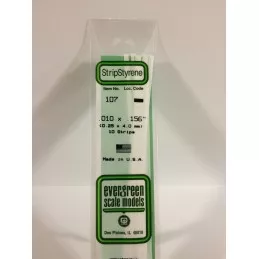 StripStyrene
Item No. Loc. Code
107
.010 x .156"
(0.25 x 4.0 mm)
10 Strips
Made in U.S.A.
evergreen
scale models
Des Plaines, IL 60018